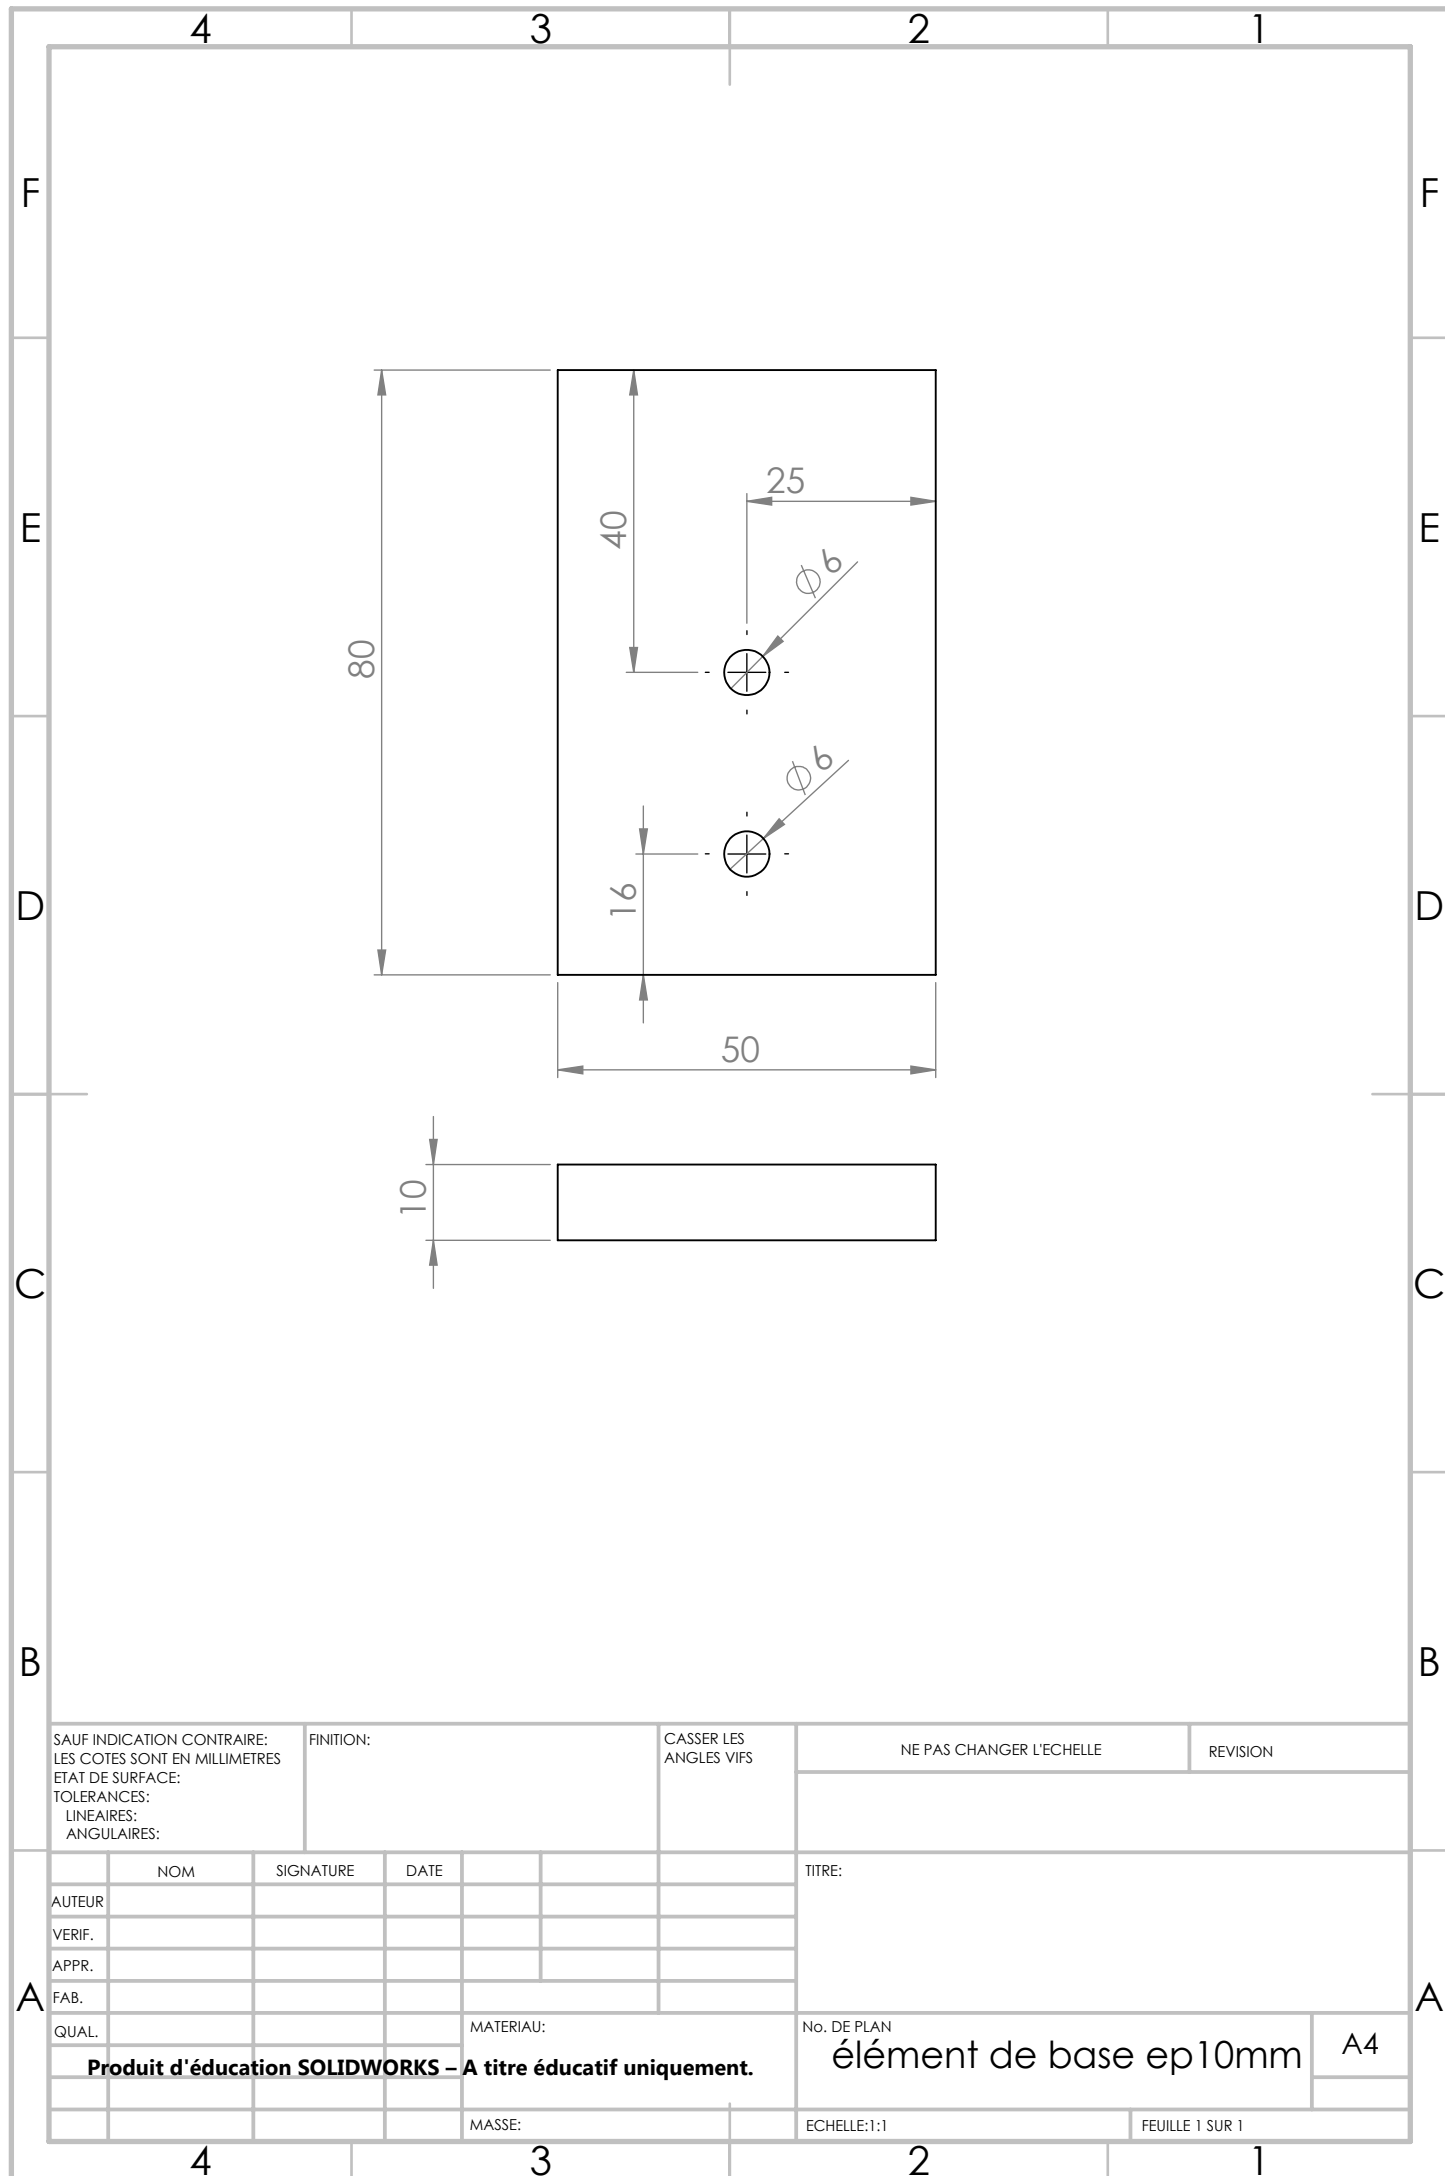 4 3 2 1
F F
25
40
E E
⌀6
80
⌀6
16
D D
50
10
C C
B B
SAUF INDICATION CONTRAIRE:
LES COTES SONT EN MILLIMETRES
ETAT DE SURFACE:
TOLERANCES:
LINEAIRES:
ANGULAIRES:
FINITION:
CASSER LES
ANGLES VIFS
NE PAS CHANGER L'ECHELLE
REVISION
NOM SIGNATURE DATE
TITRE:
AUTEUR
VERIF.
APPR.
FAB.
A A
QUAL.
MATERIAU:
No. DE PLAN
élément de base ep10mm
A4
Produit d'éducation SOLIDWORKS – A titre éducatif uniquement.
MASSE:
ECHELLE:1:1
FEUILLE 1 SUR 1
4 3 2 1